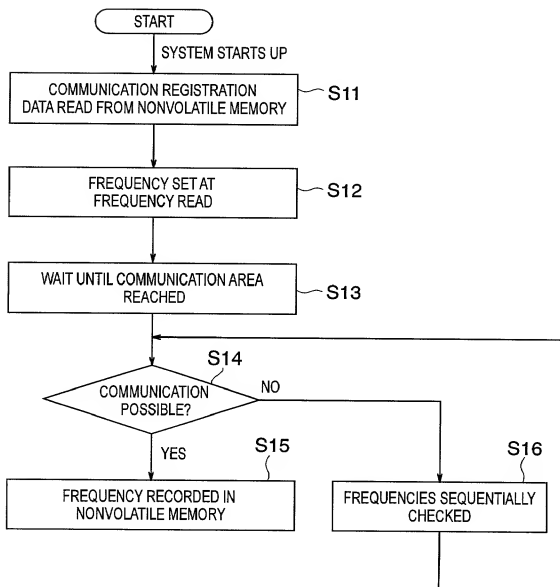 START
SYSTEM STARTS UP
COMMUNICATION REGISTRATION
DATA READ FROM NONVOLATILE MEMORY
S11
FREQUENCY SET AT
FREQUENCY READ
S12
WAIT UNTIL COMMUNICATION AREA
REACHED
S13
S14
COMMUNICATION
POSSIBLE?
NO
YES
S15
FREQUENCY RECORDED IN
NONVOLATILE MEMORY
S16
FREQUENCIES SEQUENTIALLY
CHECKED